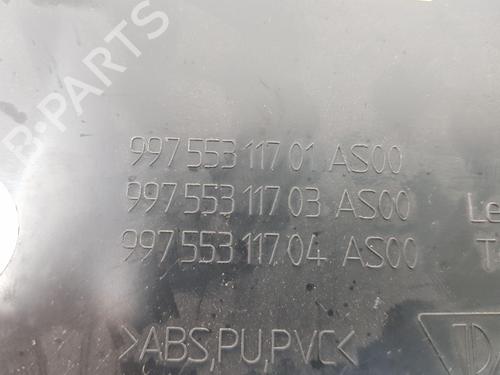 B-PARTS
997 553 117 01 AS00
997 553 117 03 AS00
997 553 117 04 AS00
Le
>ABS,PU,PVC<